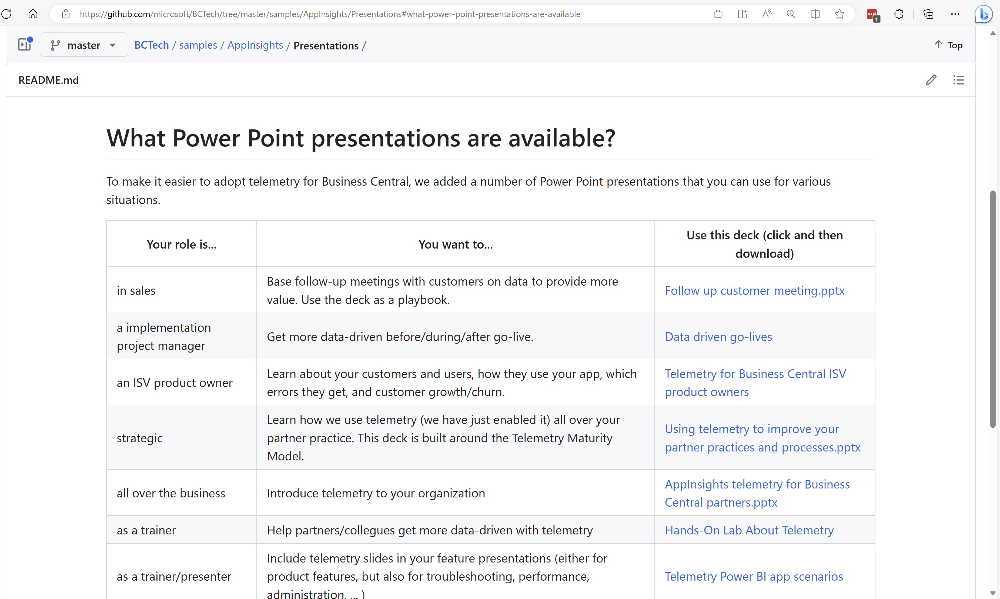 https://github.com/microsoft/BCTech/tree/master/samples/AppInsights/Presentations#what-power-point-presentations-are-available
1
master
BCTech / samples / AppInsights / Presentations /
Top
README.md
What Power Point presentations are available?
To make it easier to adopt telemetry for Business Central, we added a number of Power Point presentations that you can use for various
situations.
Your role is...
You want to...
Use this deck (click and then
download)
in sales
Base follow-up meetings with customers on data to provide more
value. Use the deck as a playbook.
Follow up customer meeting.pptx
a implementation
project manager
Get more data-driven before/during/after go-live.
Data driven go-lives
an ISV product owner
Learn about your customers and users, how they use your app, which
errors they get, and customer growth/churn.
Telemetry for Business Central ISV
product owners
strategic
Learn how we use telemetry (we have just enabled it) all over your
partner practice. This deck is built around the Telemetry Maturity
Model.
Using telemetry to improve your
partner practices and processes.pptx
all over the business
Introduce telemetry to your organization
AppInsights telemetry for Business
Central partners.pptx
as a trainer
Help partners/collegues get more data-driven with telemetry
Hands-On Lab About Telemetry
as a trainer/presenter
Include telemetry slides in your feature presentations (either for
product features, but also for troubleshooting, performance,
administration, ... )
Telemetry Power BI app scenarios